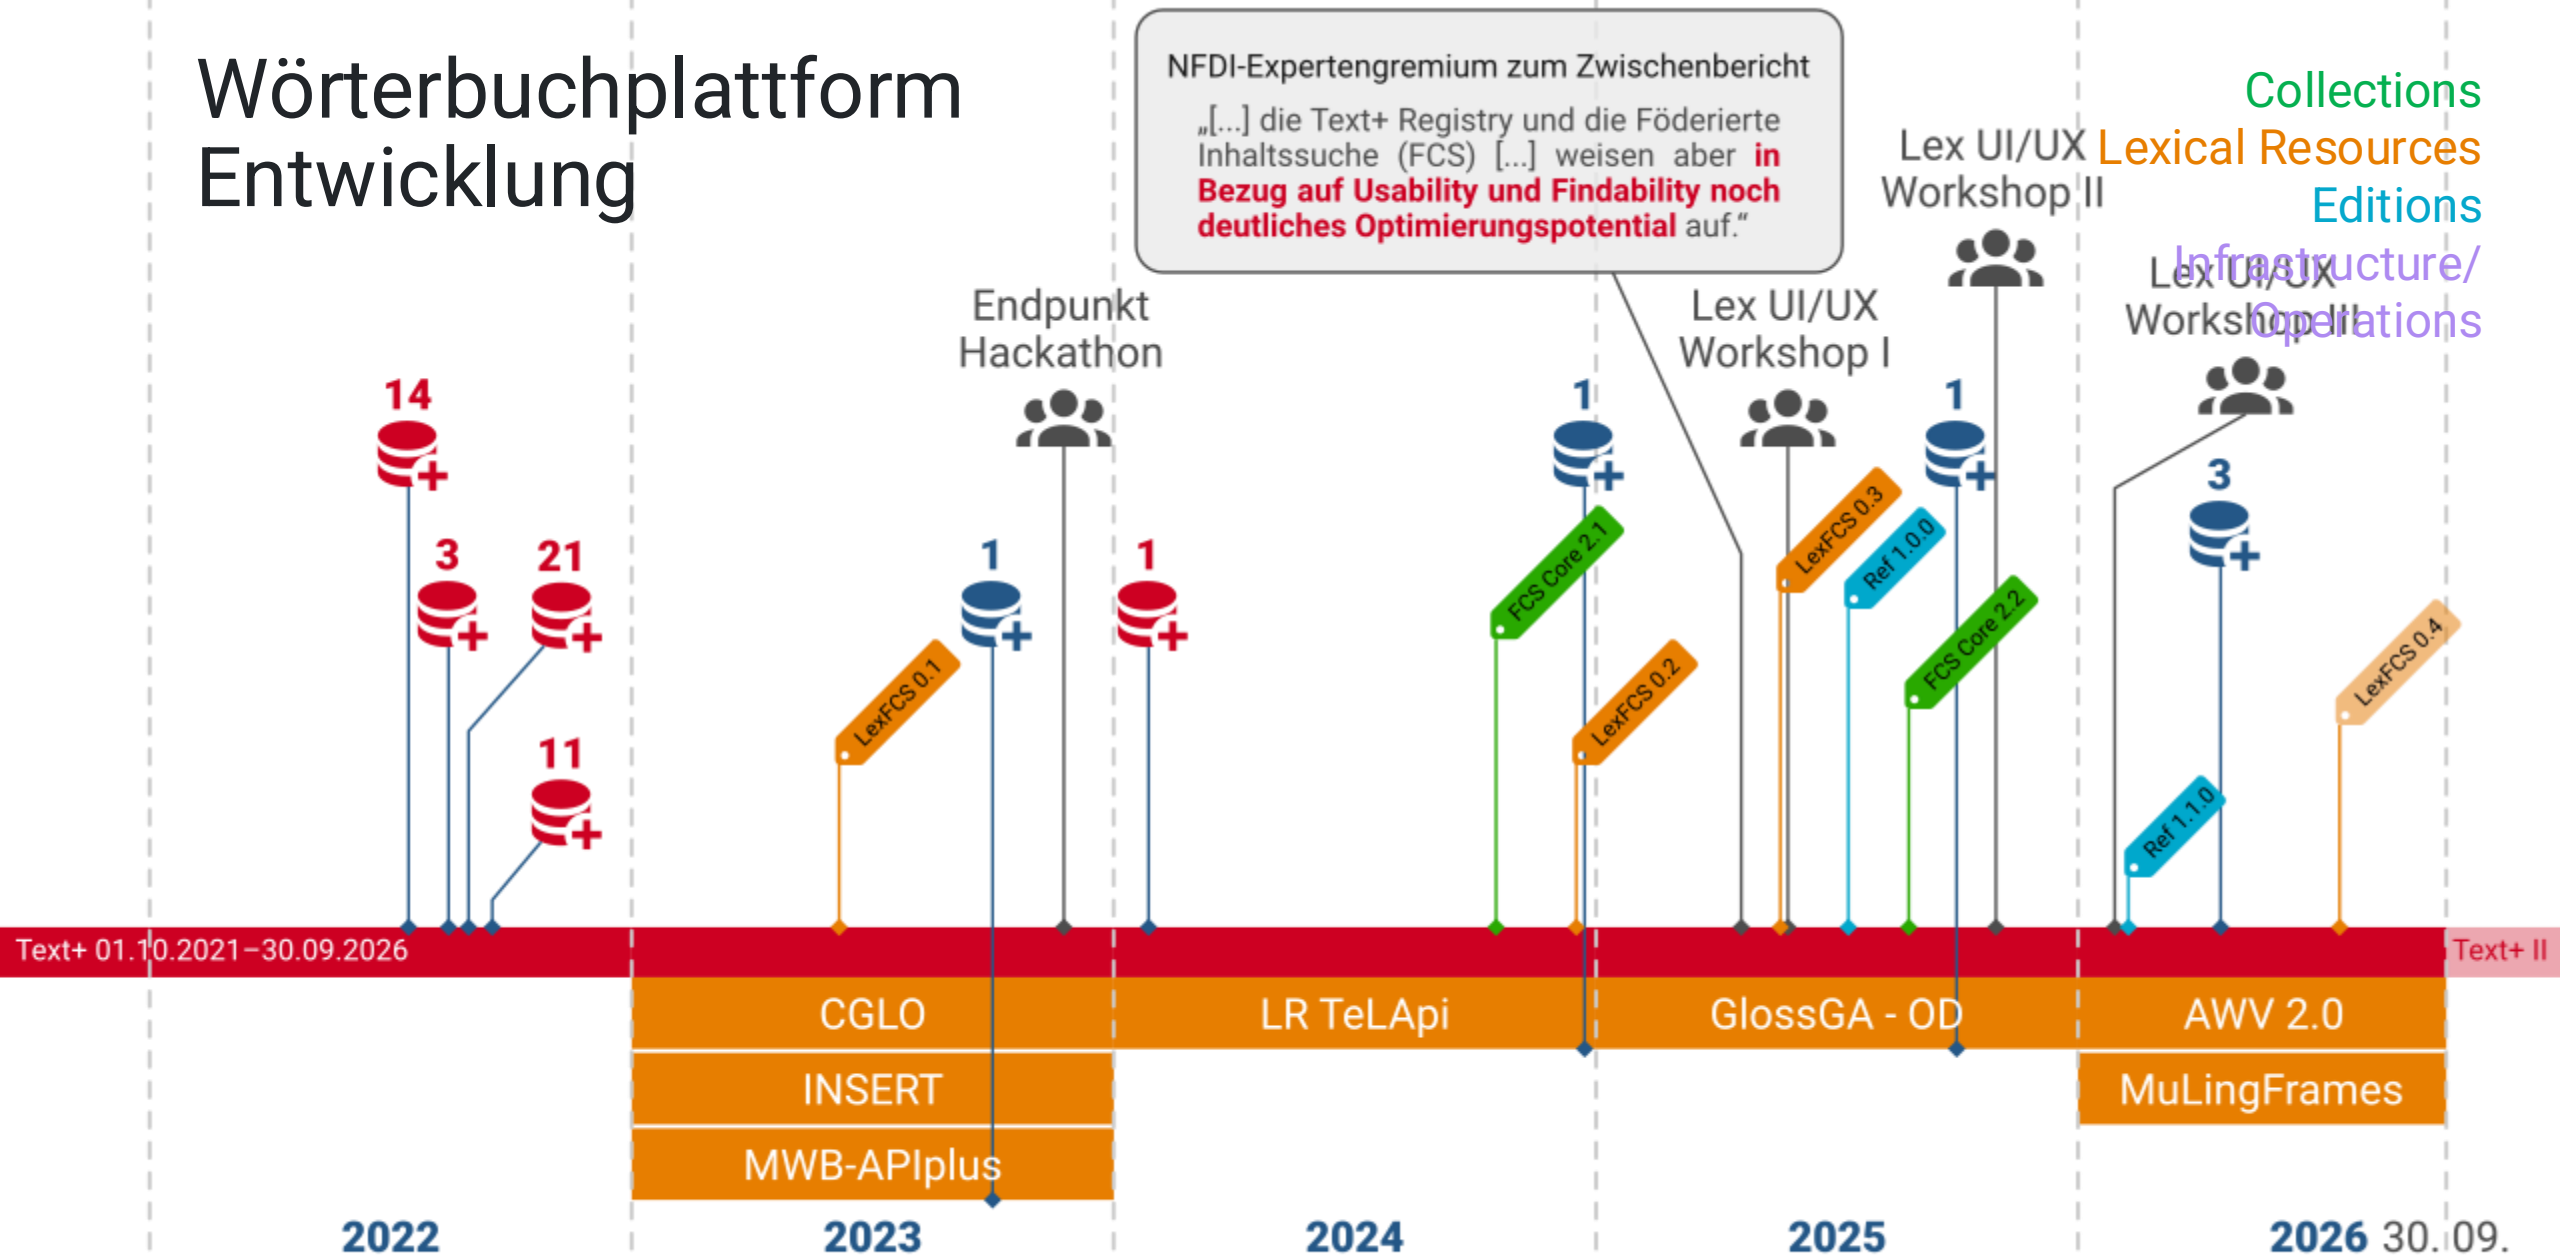 Wörterbuchplattform
Entwicklung
NFDI-Expertengremium zum Zwischenbericht
„[...] die Text+ Registry und die Föderierte
Inhaltssuche (FCS) [...] weisen aber in
Bezug auf Usability und Findability noch
deutliches Optimierungspotential auf.“
Collections
Lexical Resources
Editions
Infrastructure/
Operations
Lex UI/UX
Workshop II
Lex UI/UX
Workshop III
Endpunkt
Hackathon
Lex UI/UX
Workshop I
14
3
21
11
1
1
1
1
3
LexFCS 0.1
FCS Core 2.1
LexFCS 0.2
LexFCS 0.3
Ref 1.0.0
FCS Core 2.2
Ref 1.1.0
LexFCS 0.4
Text+ 01.10.2021–30.09.2026
Text+ II
CGLO
LR TeLApi
GlossGA - OD
AWV 2.0
INSERT
MuLingFrames
MWB-APIplus
2022
2023
2024
2025
2026 30.09.